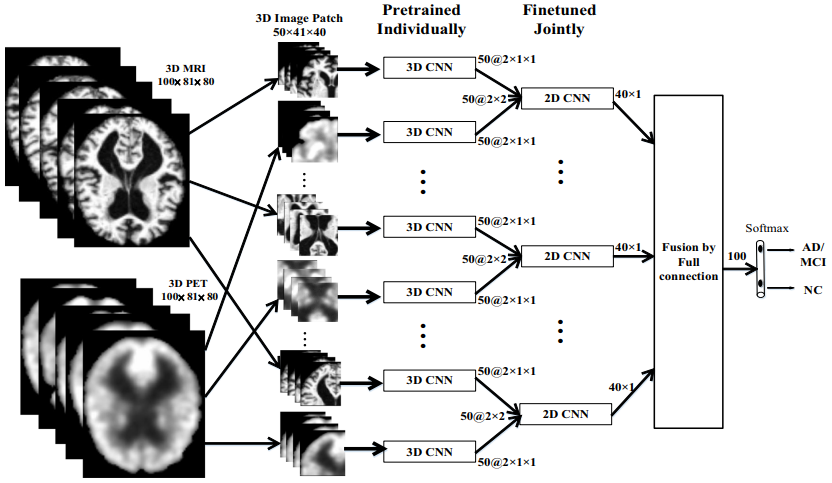 3D Image Patch
50×41×40
Pretrained
Individually
Finetuned
Jointly
3D MRI
100×81×80
3D PET
100×81×80
3D CNN
50@2×1×1
50@2×2
2D CNN
40×1
3D CNN
50@2×1×1
3D CNN
50@2×1×1
50@2×2
2D CNN
40×1
3D CNN
50@2×1×1
3D CNN
50@2×1×1
50@2×2
2D CNN
40×1
3D CNN
50@2×1×1
Fusion by
Full
connection
100
Softmax
AD/
MCI
NC